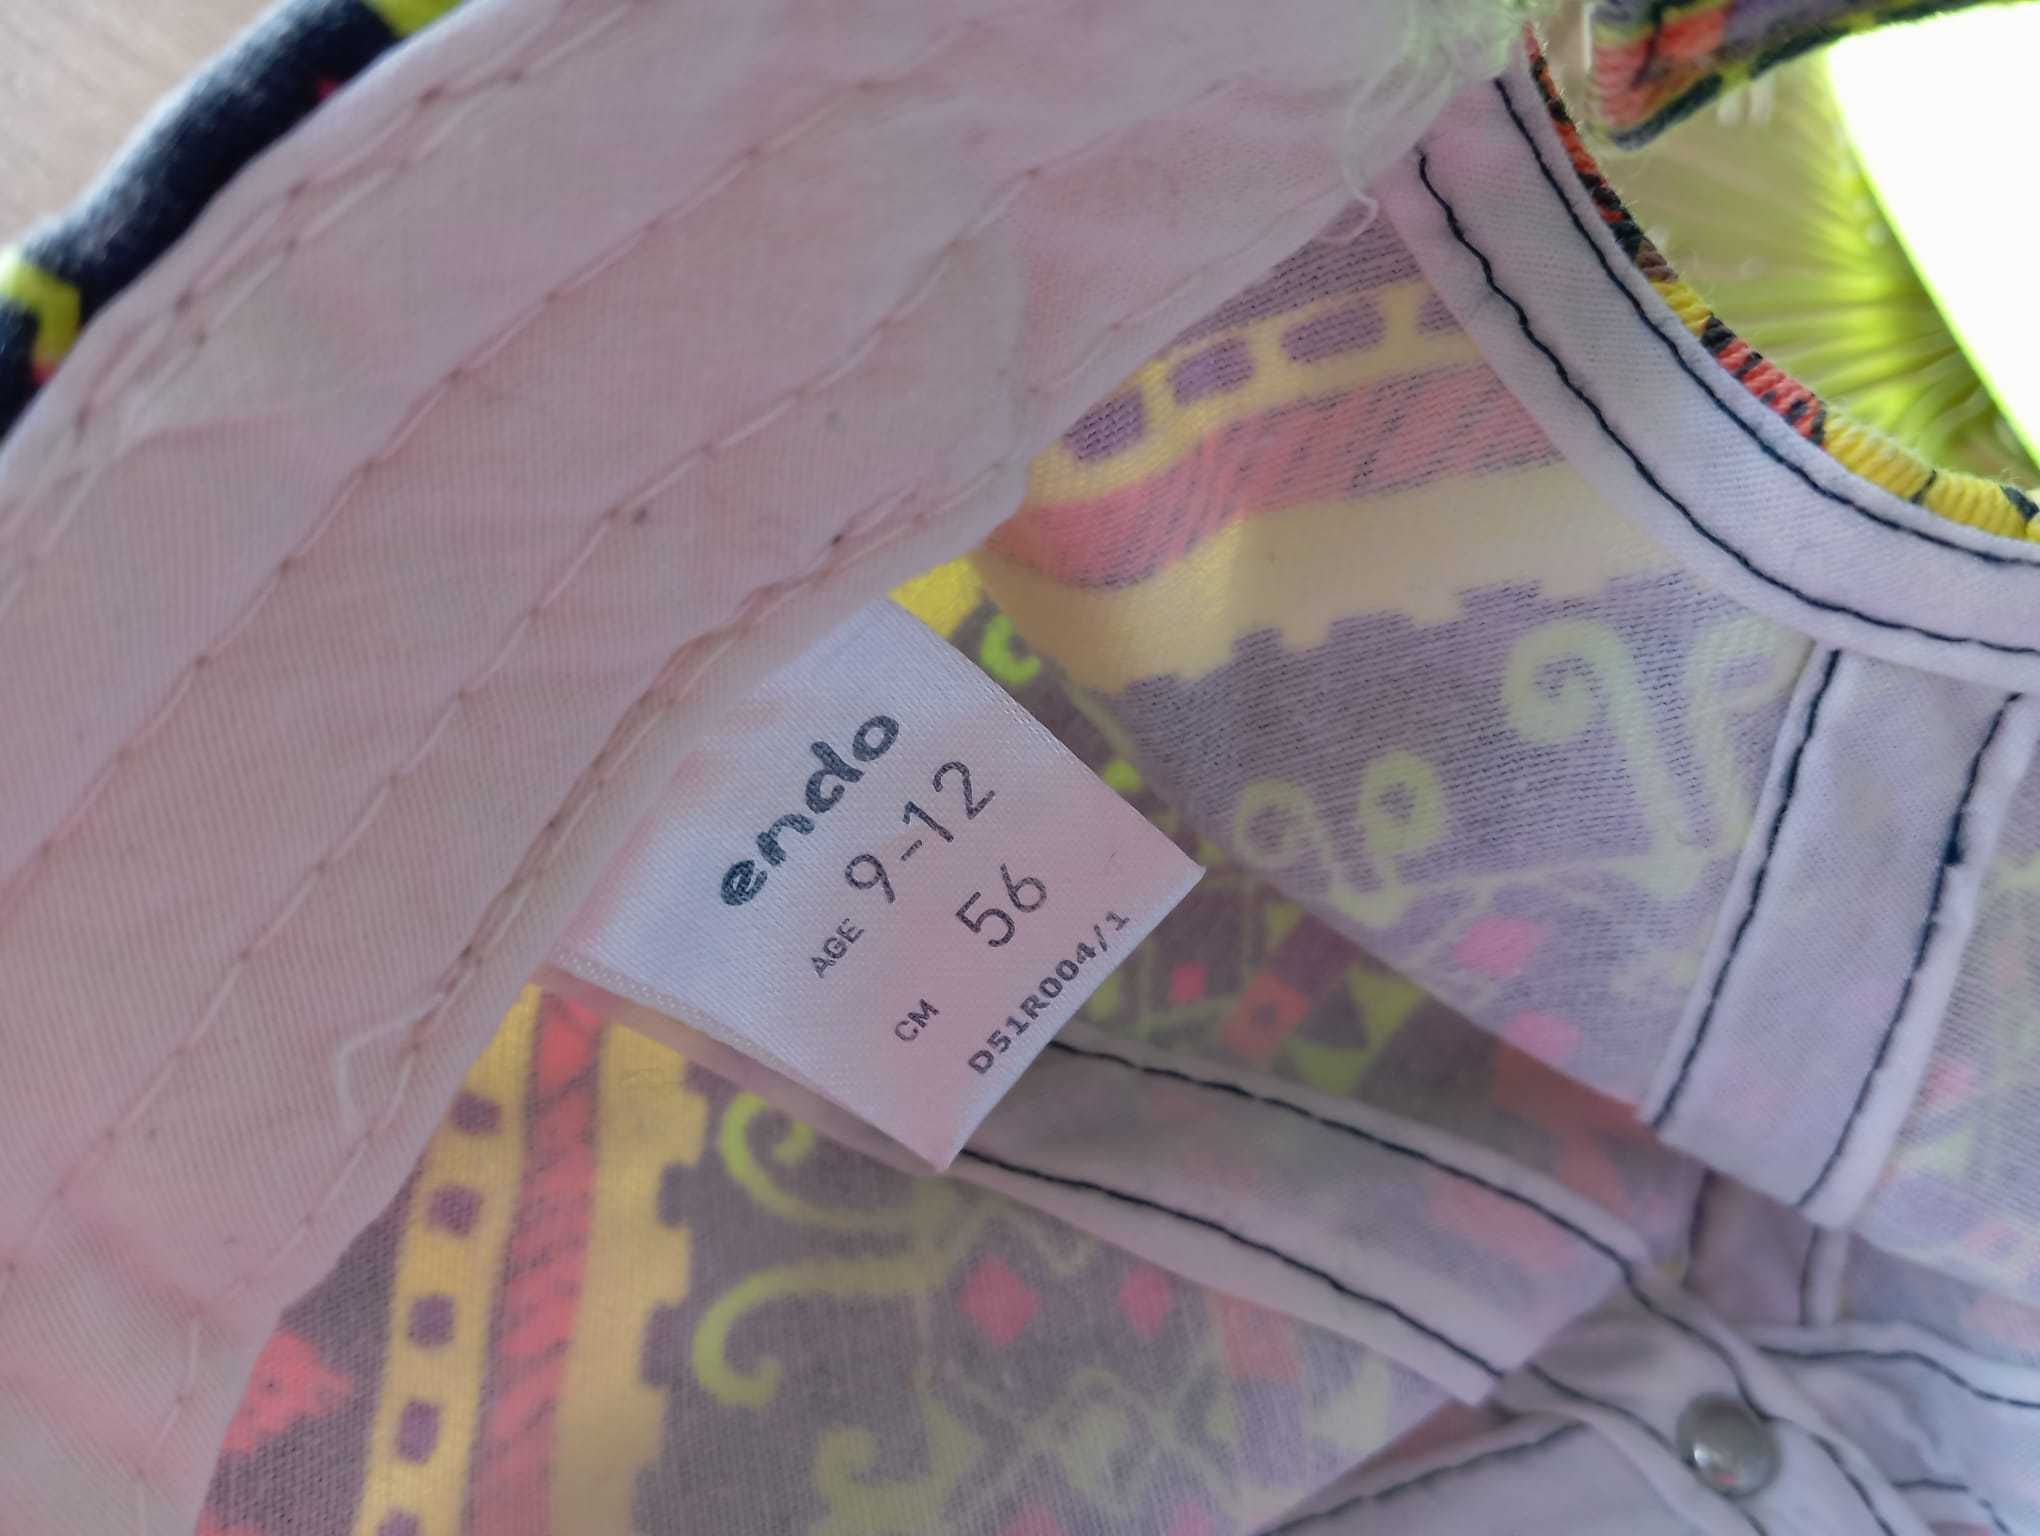 endo
AGE 9-12
CM 56
D51R004/1